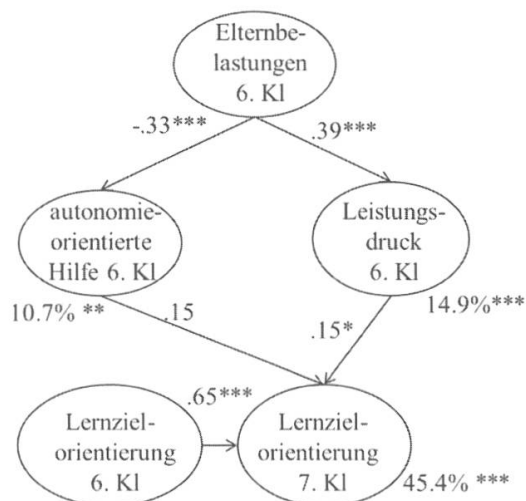 Elternbe-
lastungen
6. Kl
-.33***
.39***
autonomie-
orientierte
Hilfe 6. Kl
Leistungs-
druck
6. Kl
10.7% **
.15
.15*
14.9%***
.65***
Lernziel-
orientierung
6. Kl
Lernziel-
orientierung
7. Kl
45.4% ***